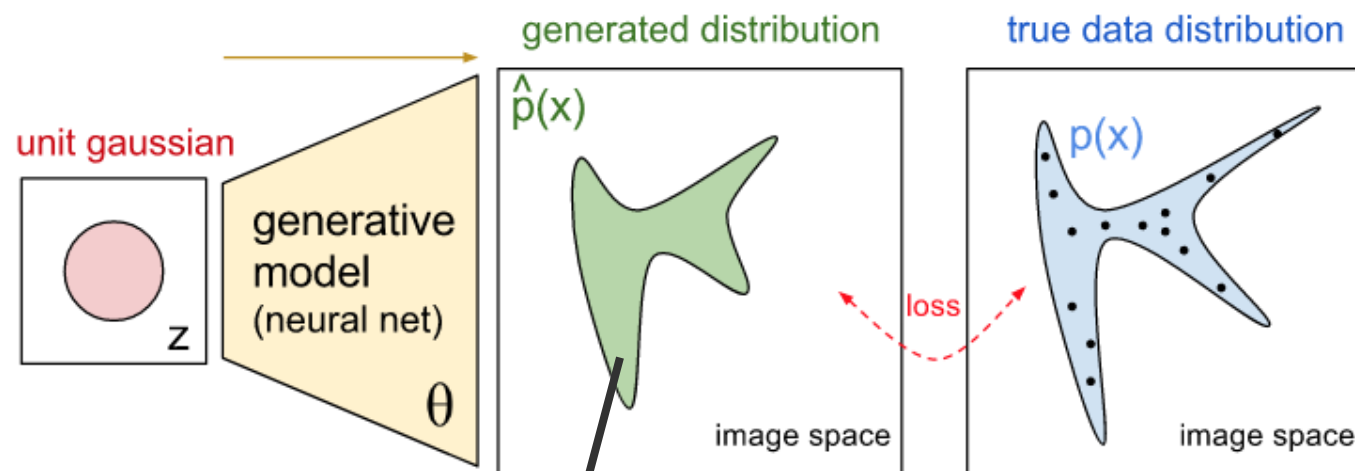 generated distribution
true data distribution
unit gaussian
p̂(x)
p(x)
generative
model
(neural net)
z
θ
loss
image space
image space